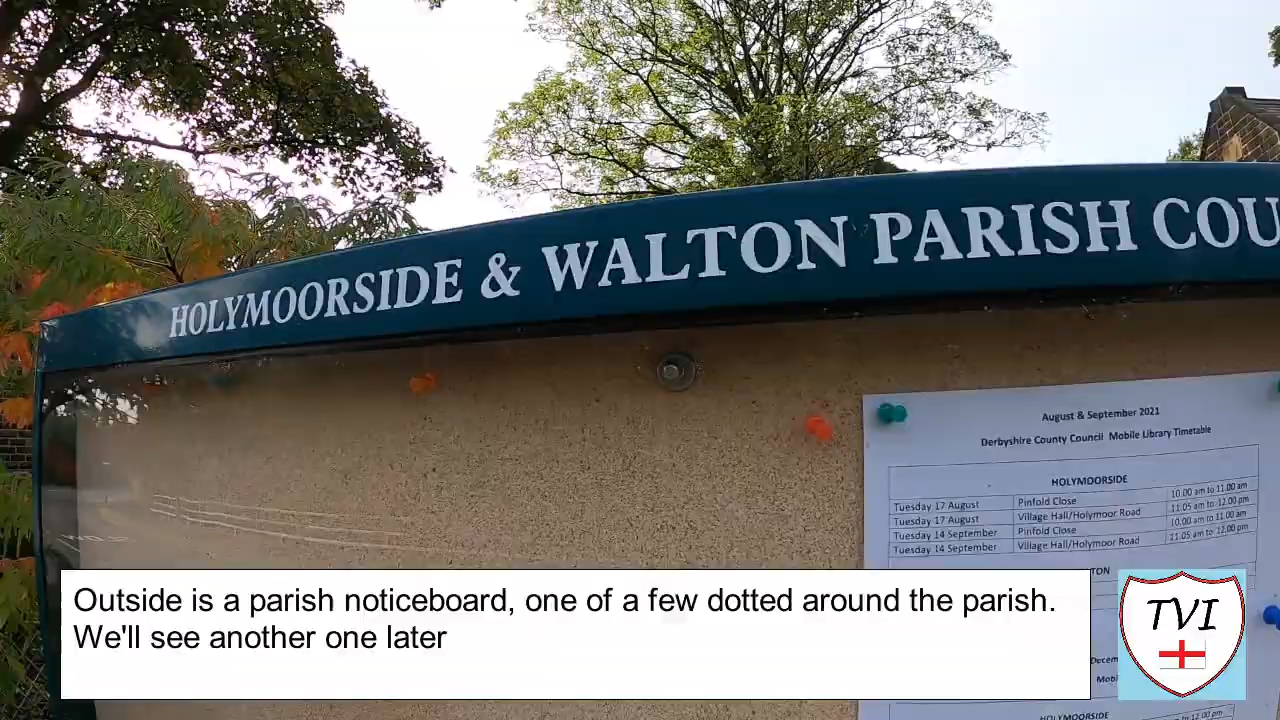 HOLYMOORSIDE & WALTON PARISH COU
August & September 2021
Derbyshire County Council Mobile Library Timetable
HOLYMOORSIDE
Tuesday 17 August Pinfold Close 10.00 am to 11.00 am
Tuesday 17 August Village Hall/Holymoor Road 11.05 am to 12.00 pm
Tuesday 14 September Pinfold Close 10.00 am to 11.00 am
Tuesday 14 September Village Hall/Holymoor Road 11.05 am to 12.00 pm
TON
Outside is a parish noticeboard, one of a few dotted around the parish.
We'll see another one later
TVI
Decem
Mobi
HOLYMOORSIDE